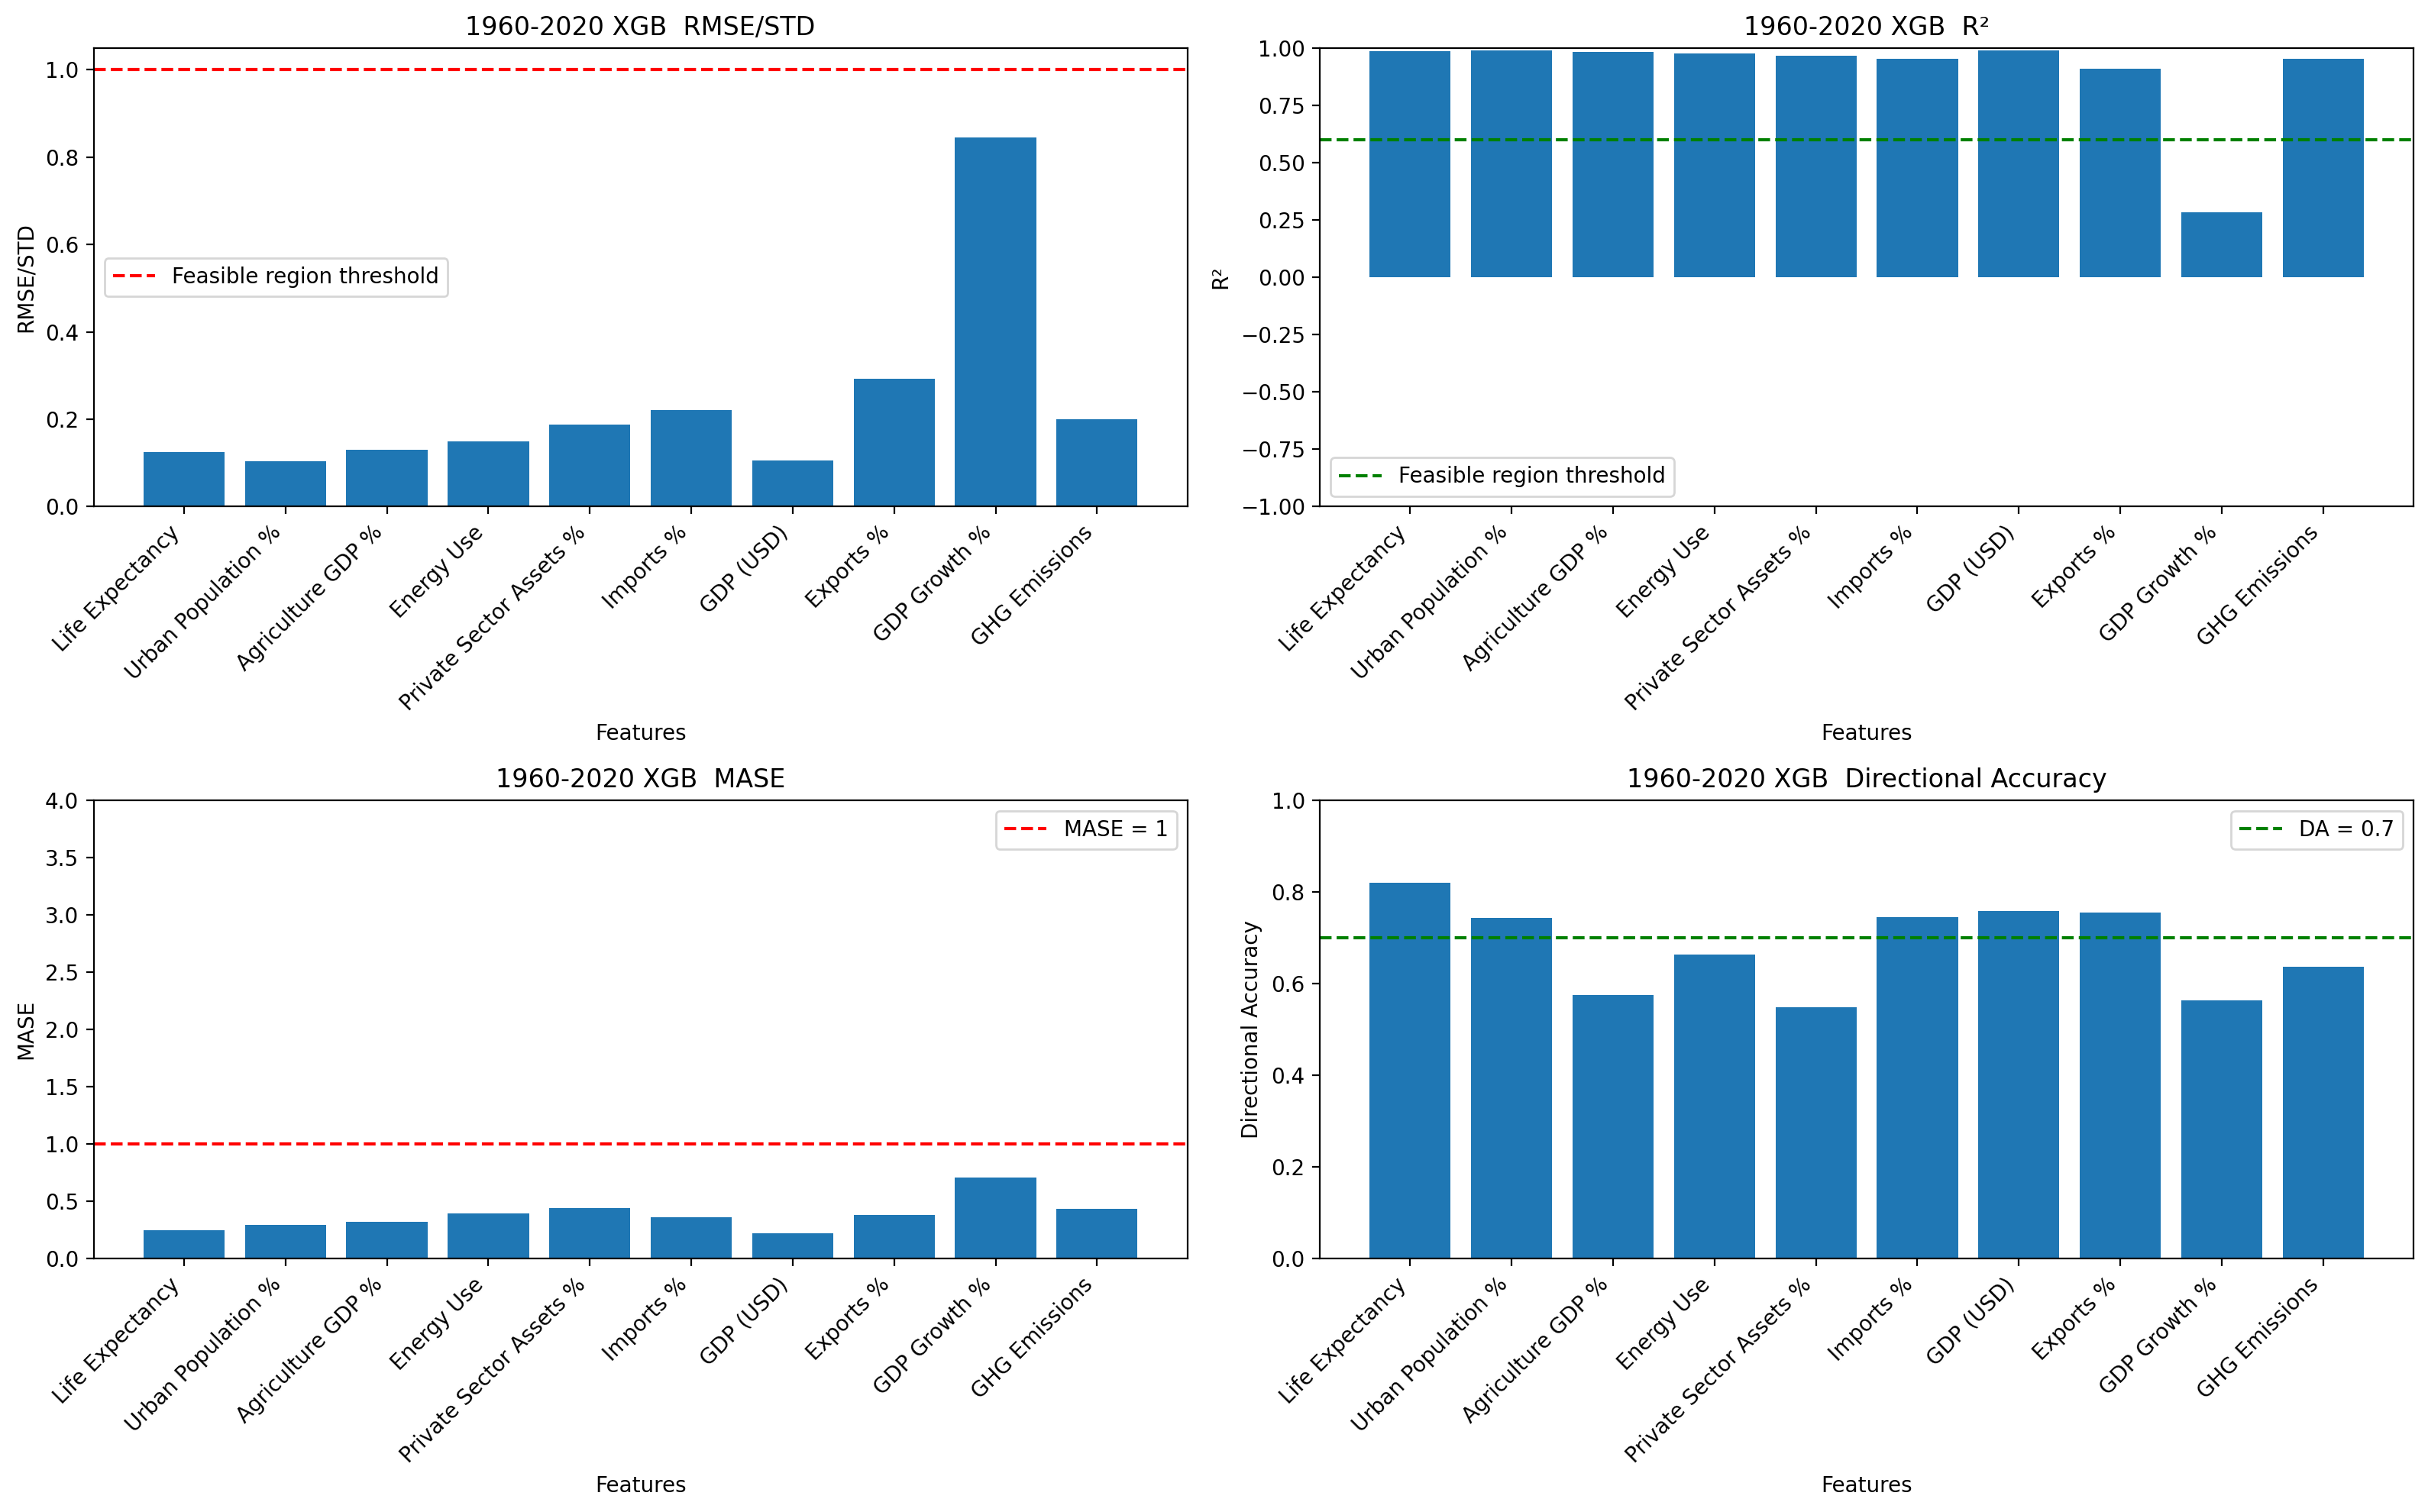 1960-2020 XGB  RMSE/STD
RMSE/STD
1.0
0.8
0.6
0.4
0.2
0.0
Feasible region threshold
Life Expectancy
Urban Population %
Agriculture GDP %
Energy Use
Private Sector Assets %
Imports %
GDP (USD)
Exports %
GDP Growth %
GHG Emissions
Features
1960-2020 XGB  R²
R²
1.00
0.75
0.50
0.25
0.00
−0.25
−0.50
−0.75
−1.00
Feasible region threshold
Life Expectancy
Urban Population %
Agriculture GDP %
Energy Use
Private Sector Assets %
Imports %
GDP (USD)
Exports %
GDP Growth %
GHG Emissions
Features
1960-2020 XGB  MASE
MASE
4.0
3.5
3.0
2.5
2.0
1.5
1.0
0.5
0.0
MASE = 1
Life Expectancy
Urban Population %
Agriculture GDP %
Energy Use
Private Sector Assets %
Imports %
GDP (USD)
Exports %
GDP Growth %
GHG Emissions
Features
1960-2020 XGB  Directional Accuracy
Directional Accuracy
1.0
0.8
0.6
0.4
0.2
0.0
DA = 0.7
Life Expectancy
Urban Population %
Agriculture GDP %
Energy Use
Private Sector Assets %
Imports %
GDP (USD)
Exports %
GDP Growth %
GHG Emissions
Features